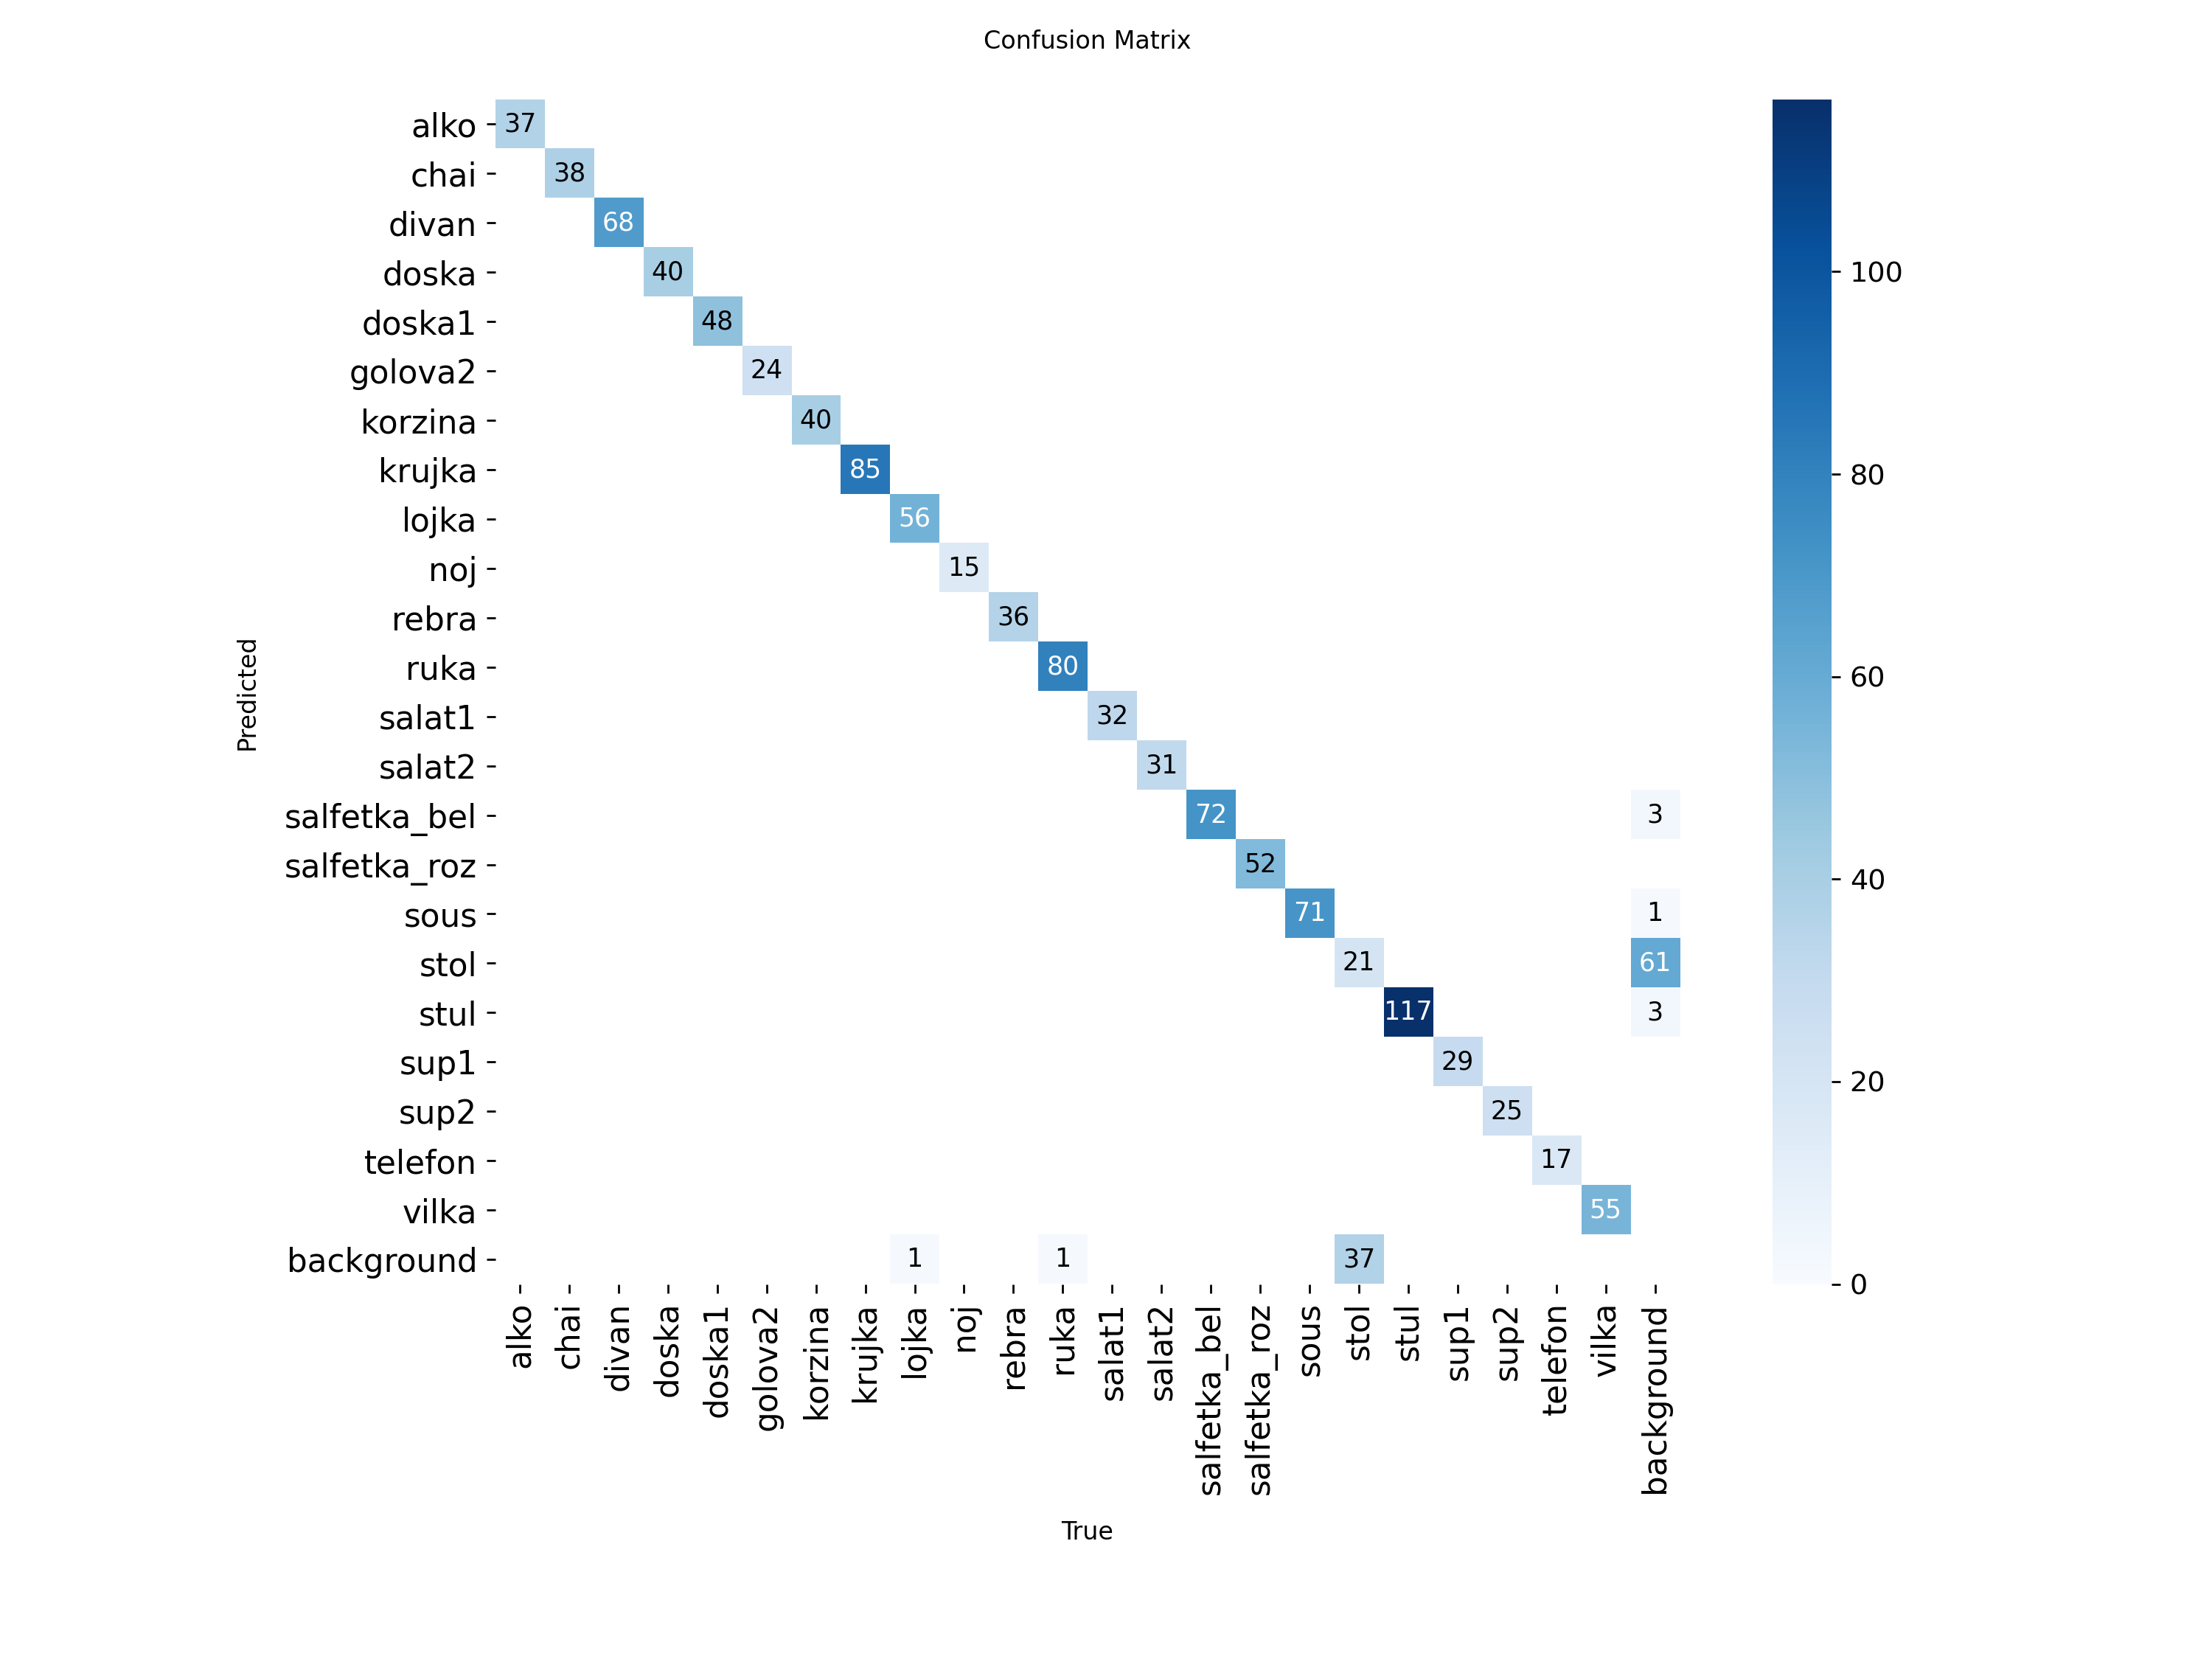 Confusion Matrix
alko 37
chai 38
divan 68
doska 40 100
doska1 48
golova2 24
korzina 40
krujka 85 80
lojka 56
noj 15
rebra 36
ruka 80 60
salat1 32
salat2 31
salfetka_bel 72 3
salfetka_roz 52 40
sous 71 1
stol 21 61
stul 117 3
sup1 29 20
sup2 25
telefon 17
vilka 55
background 1 1 37 0
Predicted
alko chai divan doska doska1 golova2 korzina krujka lojka noj rebra ruka salat1 salat2 salfetka_bel salfetka_roz sous stol stul sup1 sup2 telefon vilka background
True